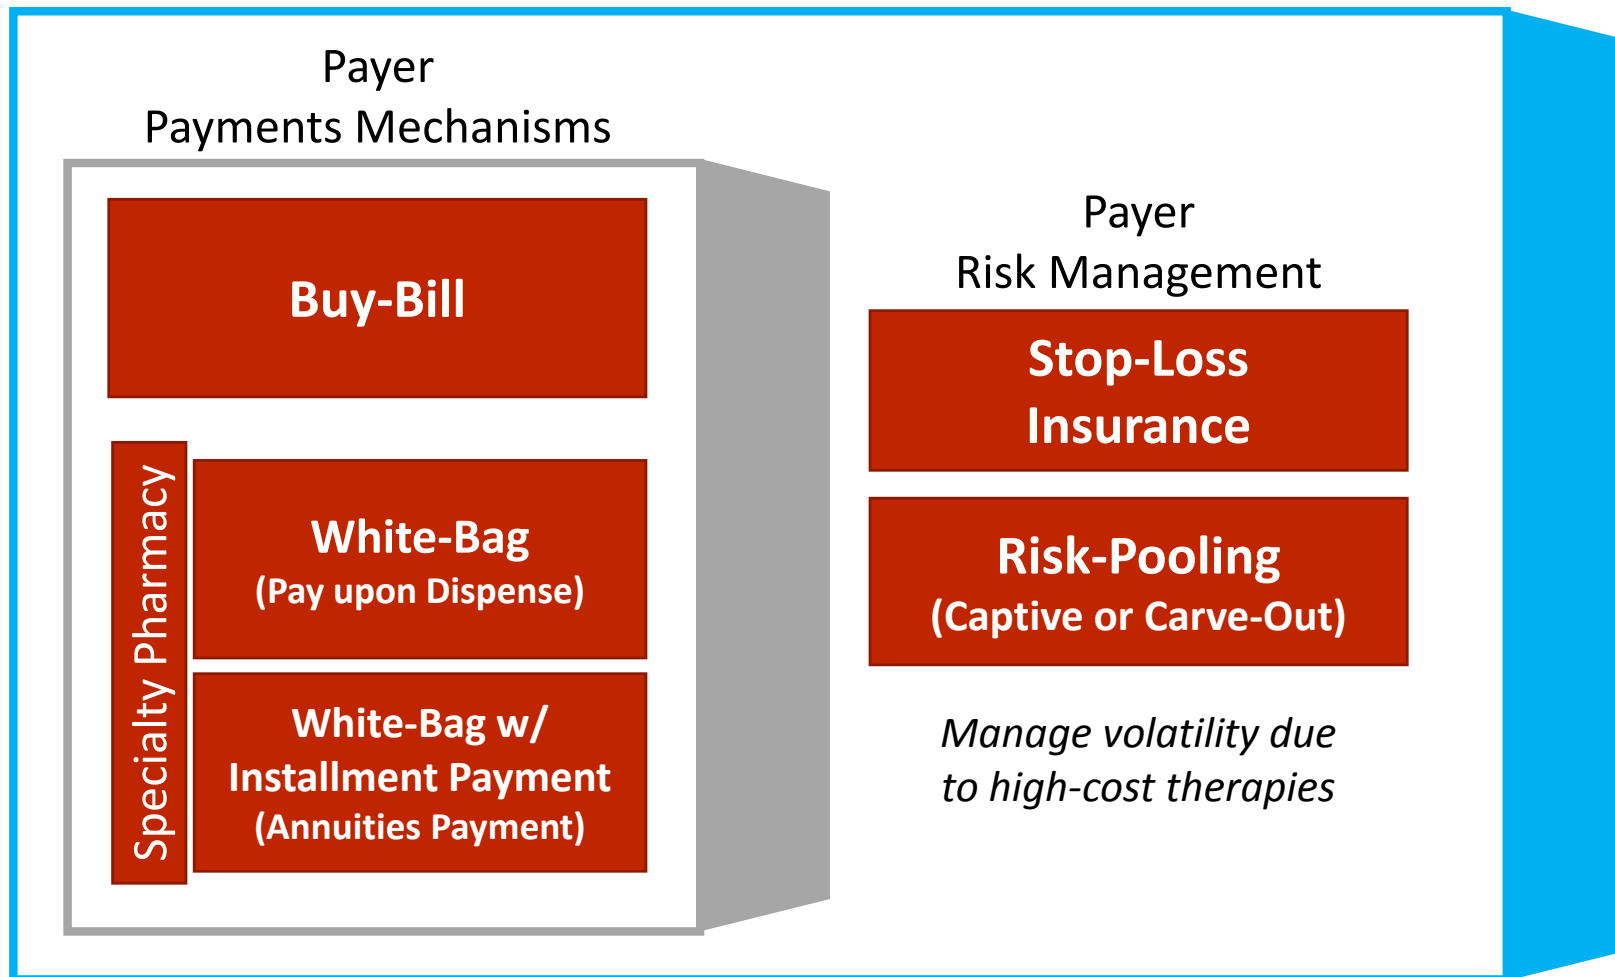 Payer
Payments Mechanisms
Buy-Bill
Specialty Pharmacy
White-Bag
(Pay upon Dispense)
White-Bag w/
Installment Payment
(Annuities Payment)
Payer
Risk Management
Stop-Loss
Insurance
Risk-Pooling
(Captive or Carve-Out)
Manage volatility due
to high-cost therapies